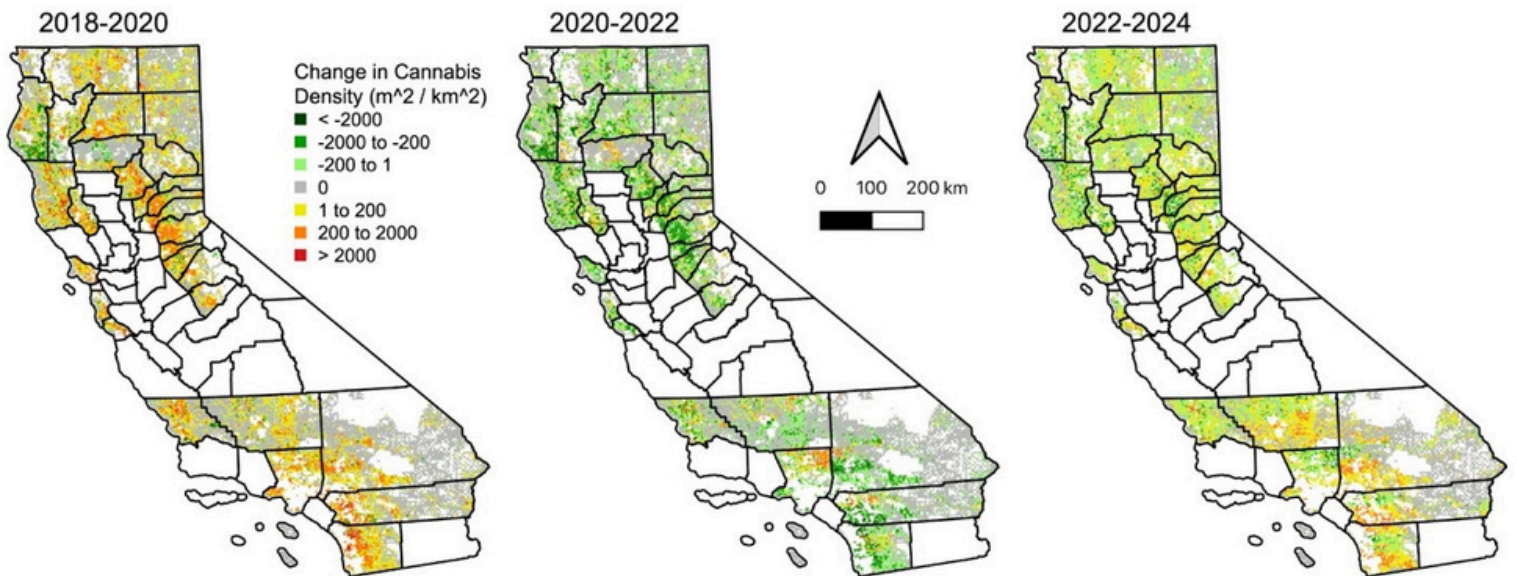 2018-2020
2020-2022
2022-2024
Change in Cannabis
Density (m^2 / km^2)
< -2000
-2000 to -200
-200 to 1
0
1 to 200
200 to 2000
> 2000
0 100 200 km